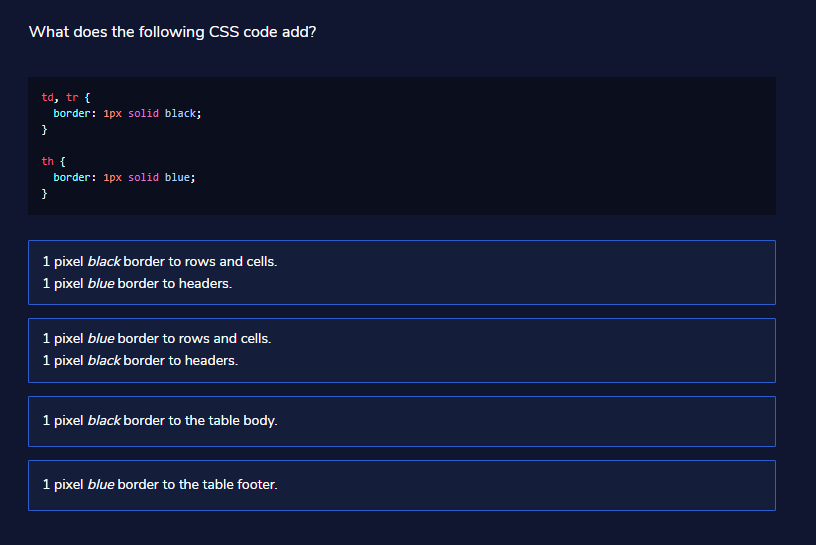 What does the following CSS code add?
td, tr {
  border: 1px solid black;
}
th {
  border: 1px solid blue;
}
1 pixel black border to rows and cells.
1 pixel blue border to headers.
1 pixel blue border to rows and cells.
1 pixel black border to headers.
1 pixel black border to the table body.
1 pixel blue border to the table footer.